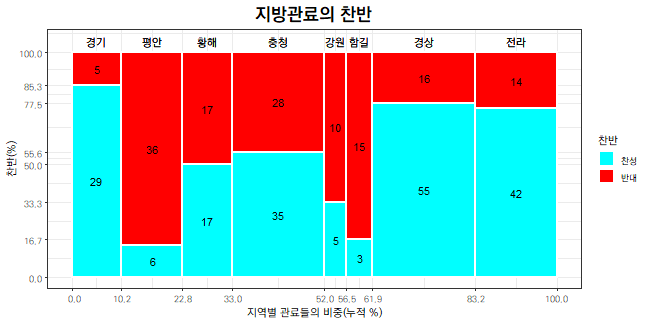 지방관료의 찬반
경기 평안 황해 충청 강원 함길 경상 전라
100.0
85.3
77.5
55.6
50.0
33.3
16.7
0.0
찬반(%)
5 36 17 28 10 15 16 14
29 6 17 35 5 3 55 42
0.0 10.2 22.8 33.0 52.0 56.5 61.9 83.2 100.0
지역별 관료들의 비중(누적 %)
찬반
찬성
반대